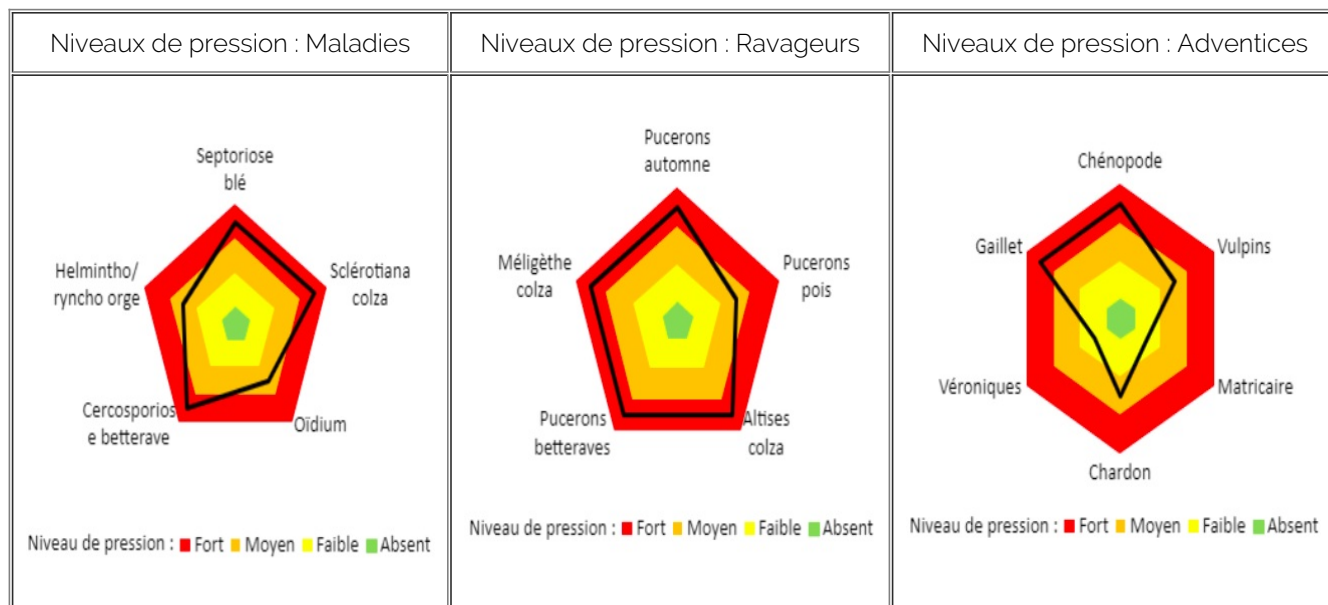 Niveaux de pression : Maladies
Septoriose
blé
Helmintho/
ryncho orge
Sclérotiana
colza
Cercosporios
e betterave
Oïdium
Niveau de pression : Fort Moyen Faible Absent
Niveaux de pression : Ravageurs
Pucerons
automne
Méligèthe
colza
Pucerons
pois
Pucerons
betteraves
Altises
colza
Niveau de pression : Fort Moyen Faible Absent
Niveaux de pression : Adventices
Chénopode
Gaillet
Vulpins
Véroniques
Matricaire
Chardon
Niveau de pression : Fort Moyen Faible Absent